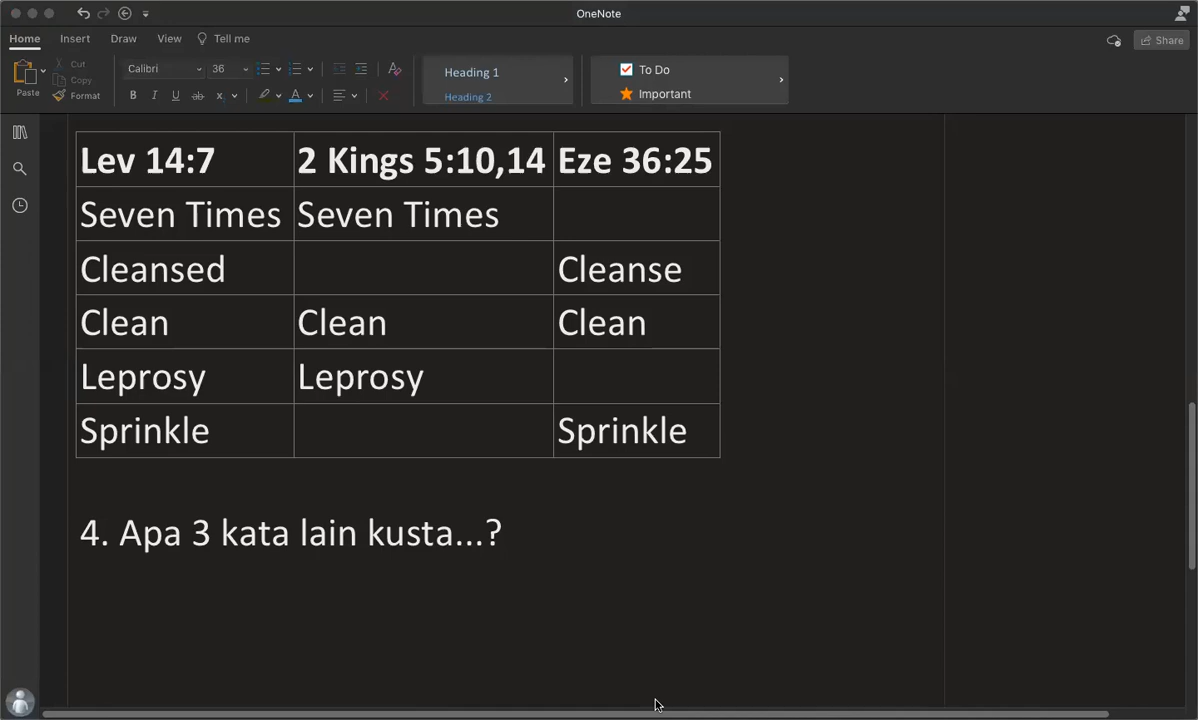 OneNote
Home Insert Draw View Tell me
Share
Paste
Cut
Copy
Format
Calibri 36
B I U ab x
Heading 1
Heading 2
To Do
Important
Lev 14:7 2 Kings 5:10,14 Eze 36:25
Seven Times Seven Times
Cleansed Cleanse
Clean Clean Clean
Leprosy Leprosy
Sprinkle Sprinkle
4. Apa 3 kata lain kusta...?